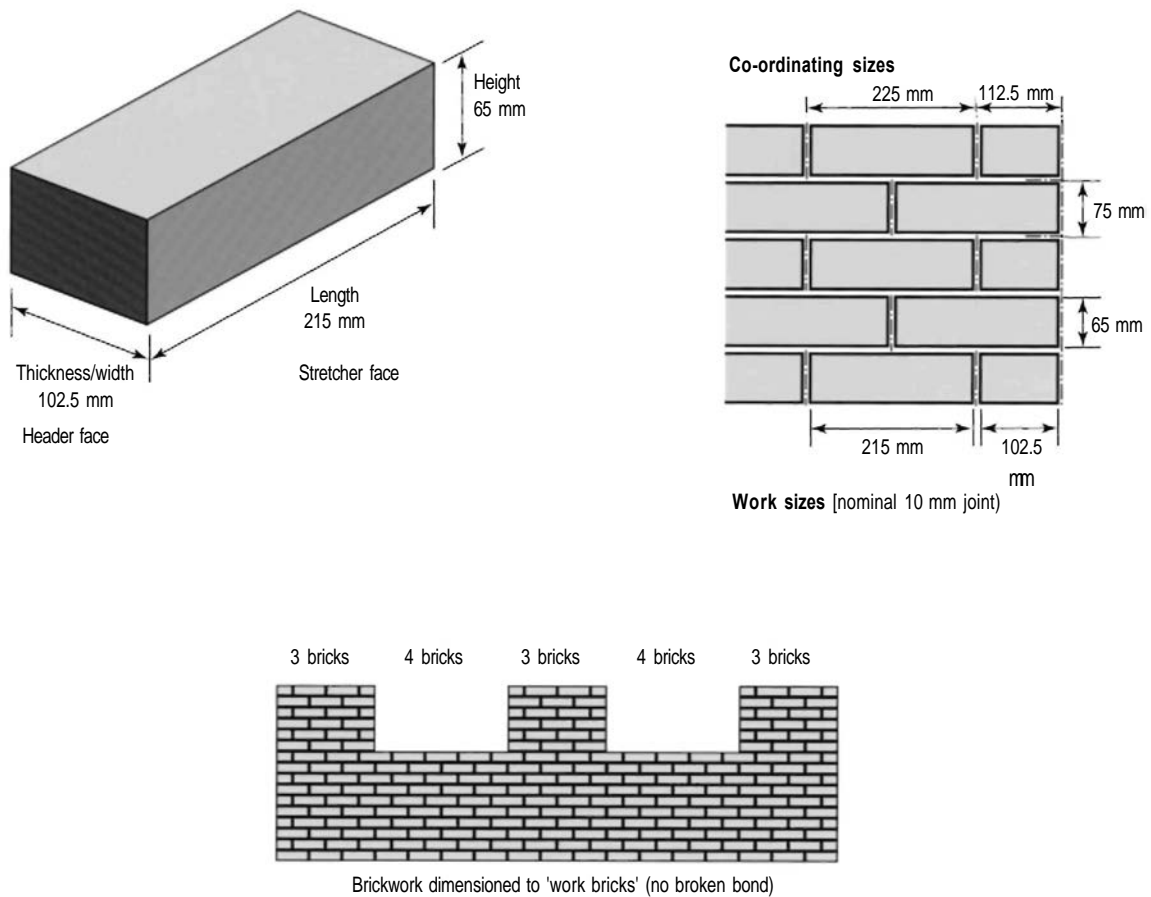 Height
65 mm
Length
215 mm
Thickness/width
102.5 mm
Stretcher face
Header face
Co-ordinating sizes
225 mm
112.5 mm
75 mm
65 mm
215 mm
102.5
mm
Work sizes [nominal 10 mm joint)
3 bricks
4 bricks
3 bricks
4 bricks
3 bricks
Brickwork dimensioned to 'work bricks' (no broken bond)